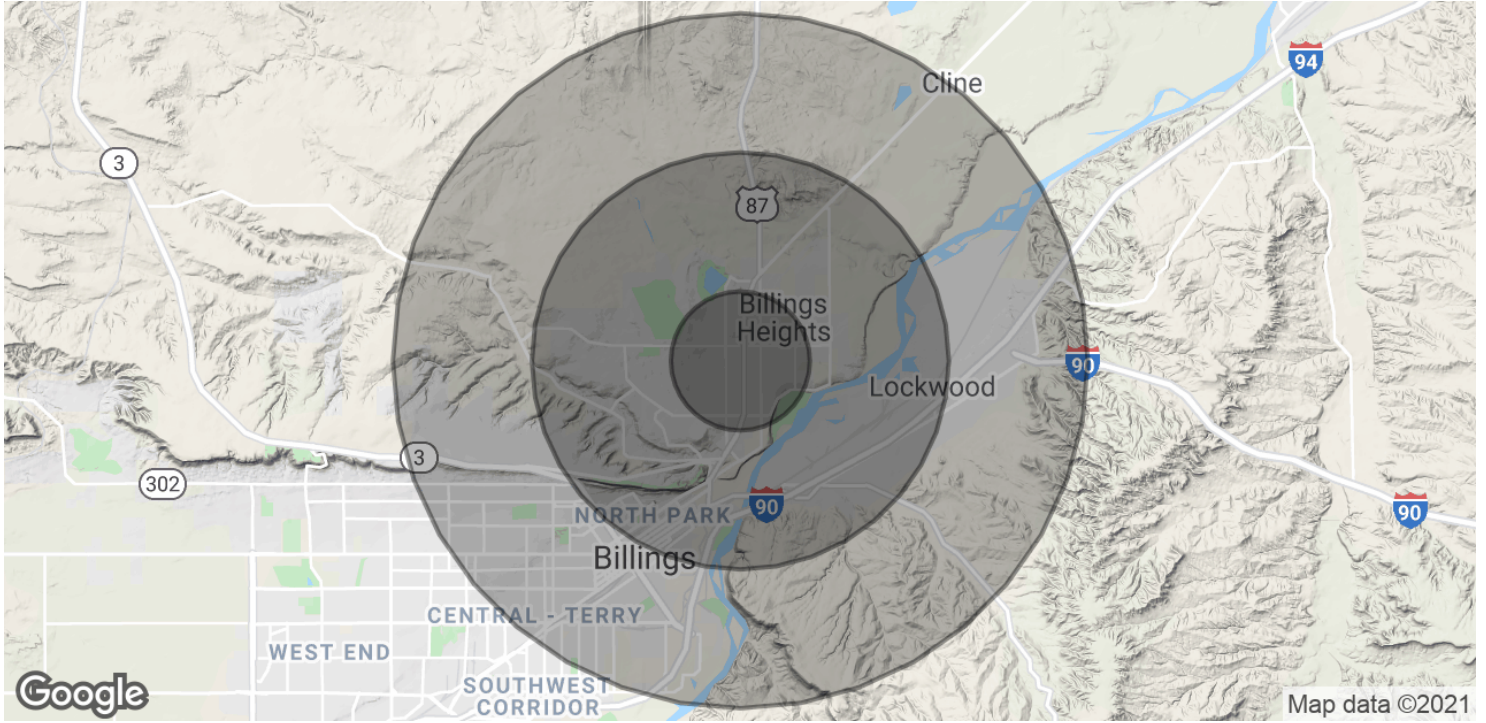 Cline
94
3
87
Billings
Heights
90
Lockwood
3
302
90
90
NORTH PARK
Billings
CENTRAL - TERRY
WEST END
SOUTHWEST
CORRIDOR
Google
Map data ©2021